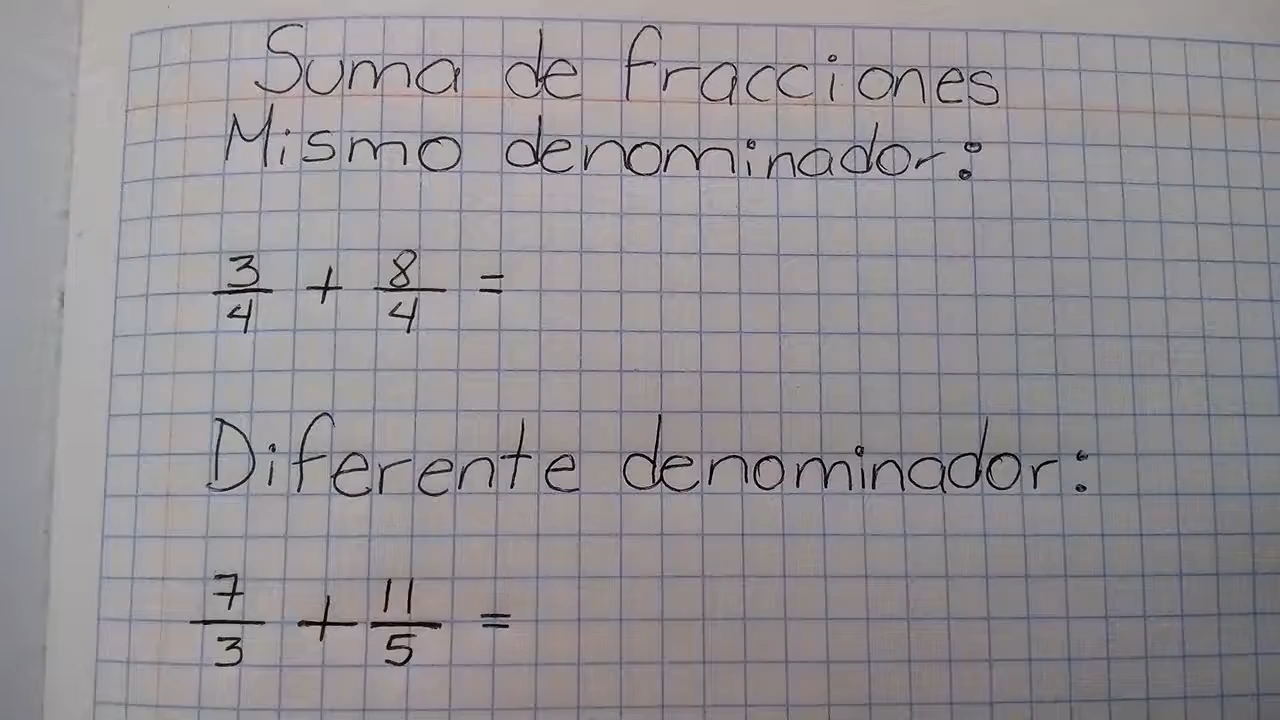 Suma de fracciones
Mismo denominador:
3/4 + 8/4 =
Diferente denominador:
7/3 + 11/5 =